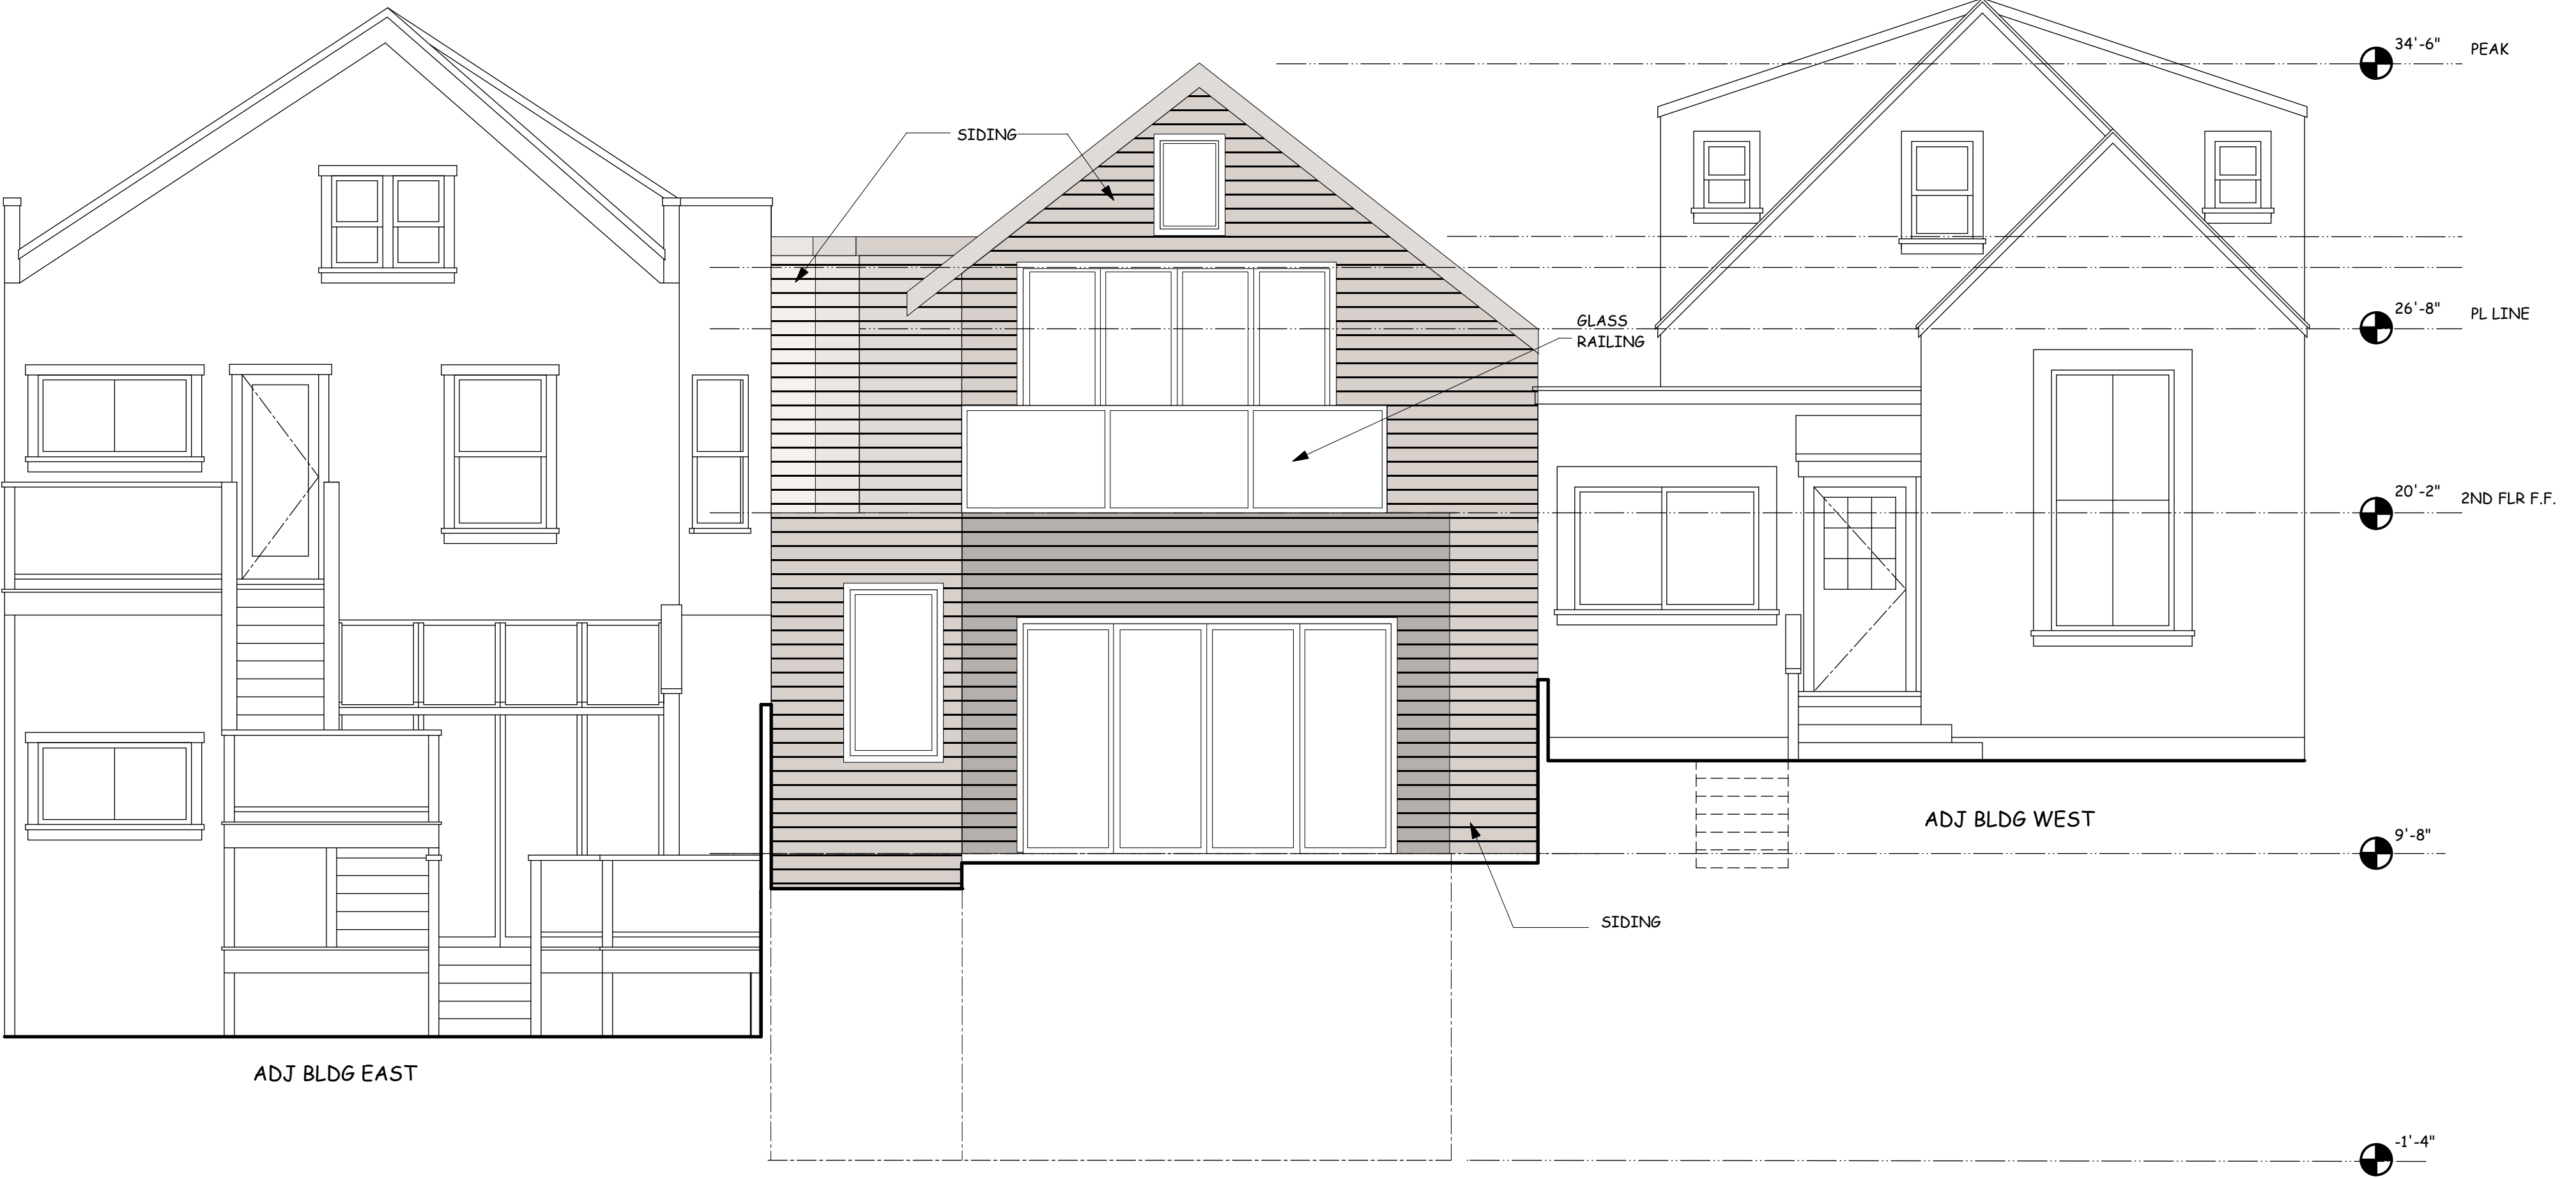 34'-6"
PEAK
SIDING
26'-8"
PL LINE
GLASS
RAILING
20'-2"
2ND FLR F.F.
ADJ BLDG WEST
9'-8"
SIDING
ADJ BLDG EAST
-1'-4"